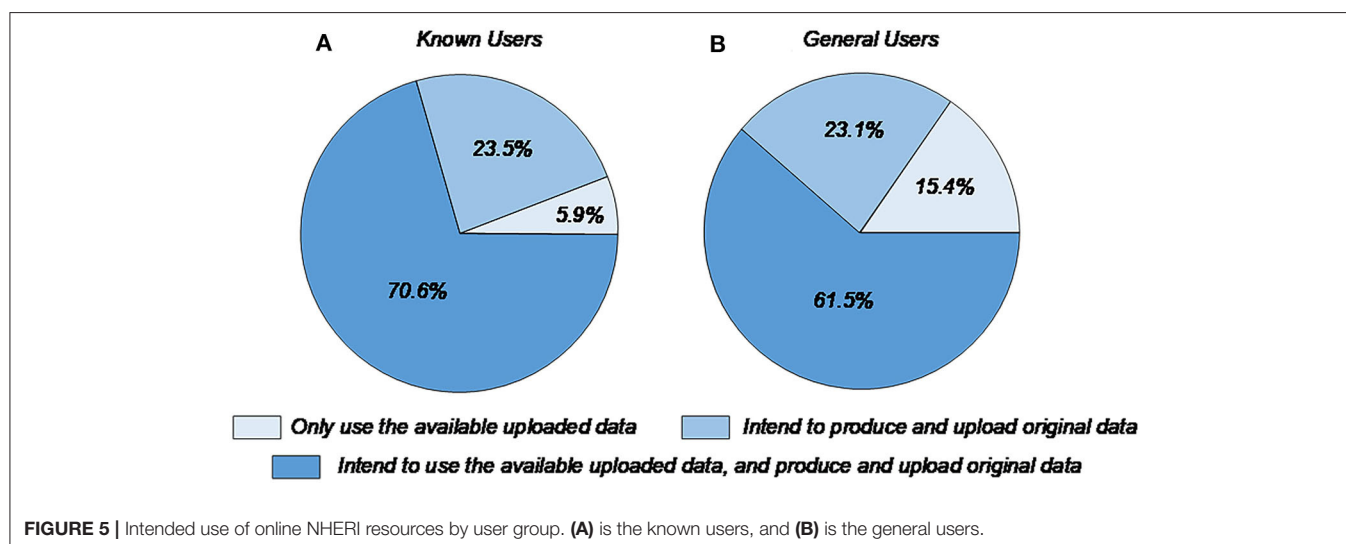 A
Known Users
B
General Users
23.5%
5.9%
70.6%
23.1%
15.4%
61.5%
Only use the available uploaded data
Intend to produce and upload original data
Intend to use the available uploaded data, and produce and upload original data
FIGURE 5 | Intended use of online NHERI resources by user group. (A) is the known users, and (B) is the general users.